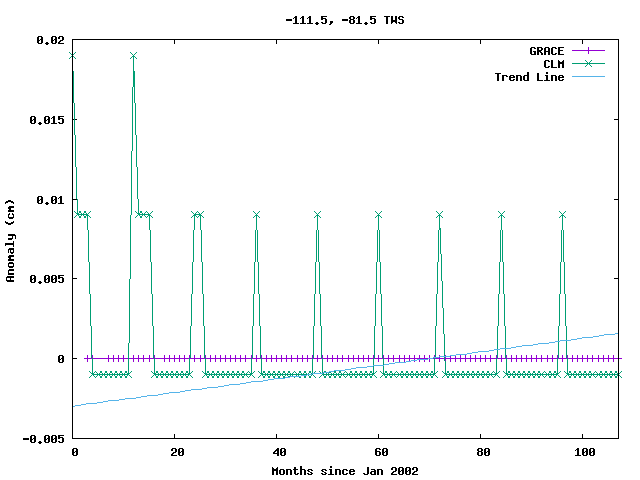 -111.5, -81.5 TWS
GRACE
CLM
Trend Line
0.02
0.015
0.01
0.005
0
-0.005
Anomaly (cm)
0 20 40 60 80 100
Months since Jan 2002